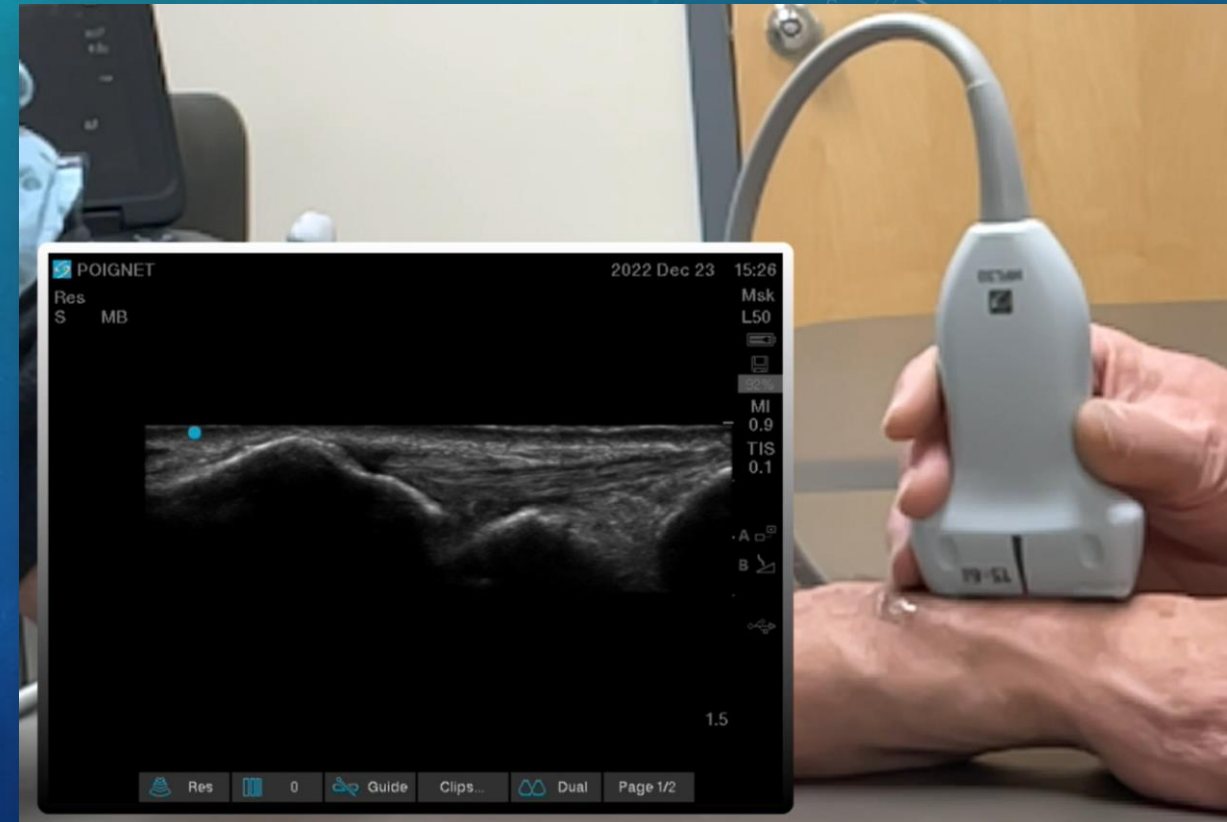 POIGNET
2022 Dec 23 15:26
Res
S MB
Msk
L50
92%
MI
0.9
TIS
0.1
A
B
1.5
Res
0
Guide
Clips...
Dual
Page 1/2